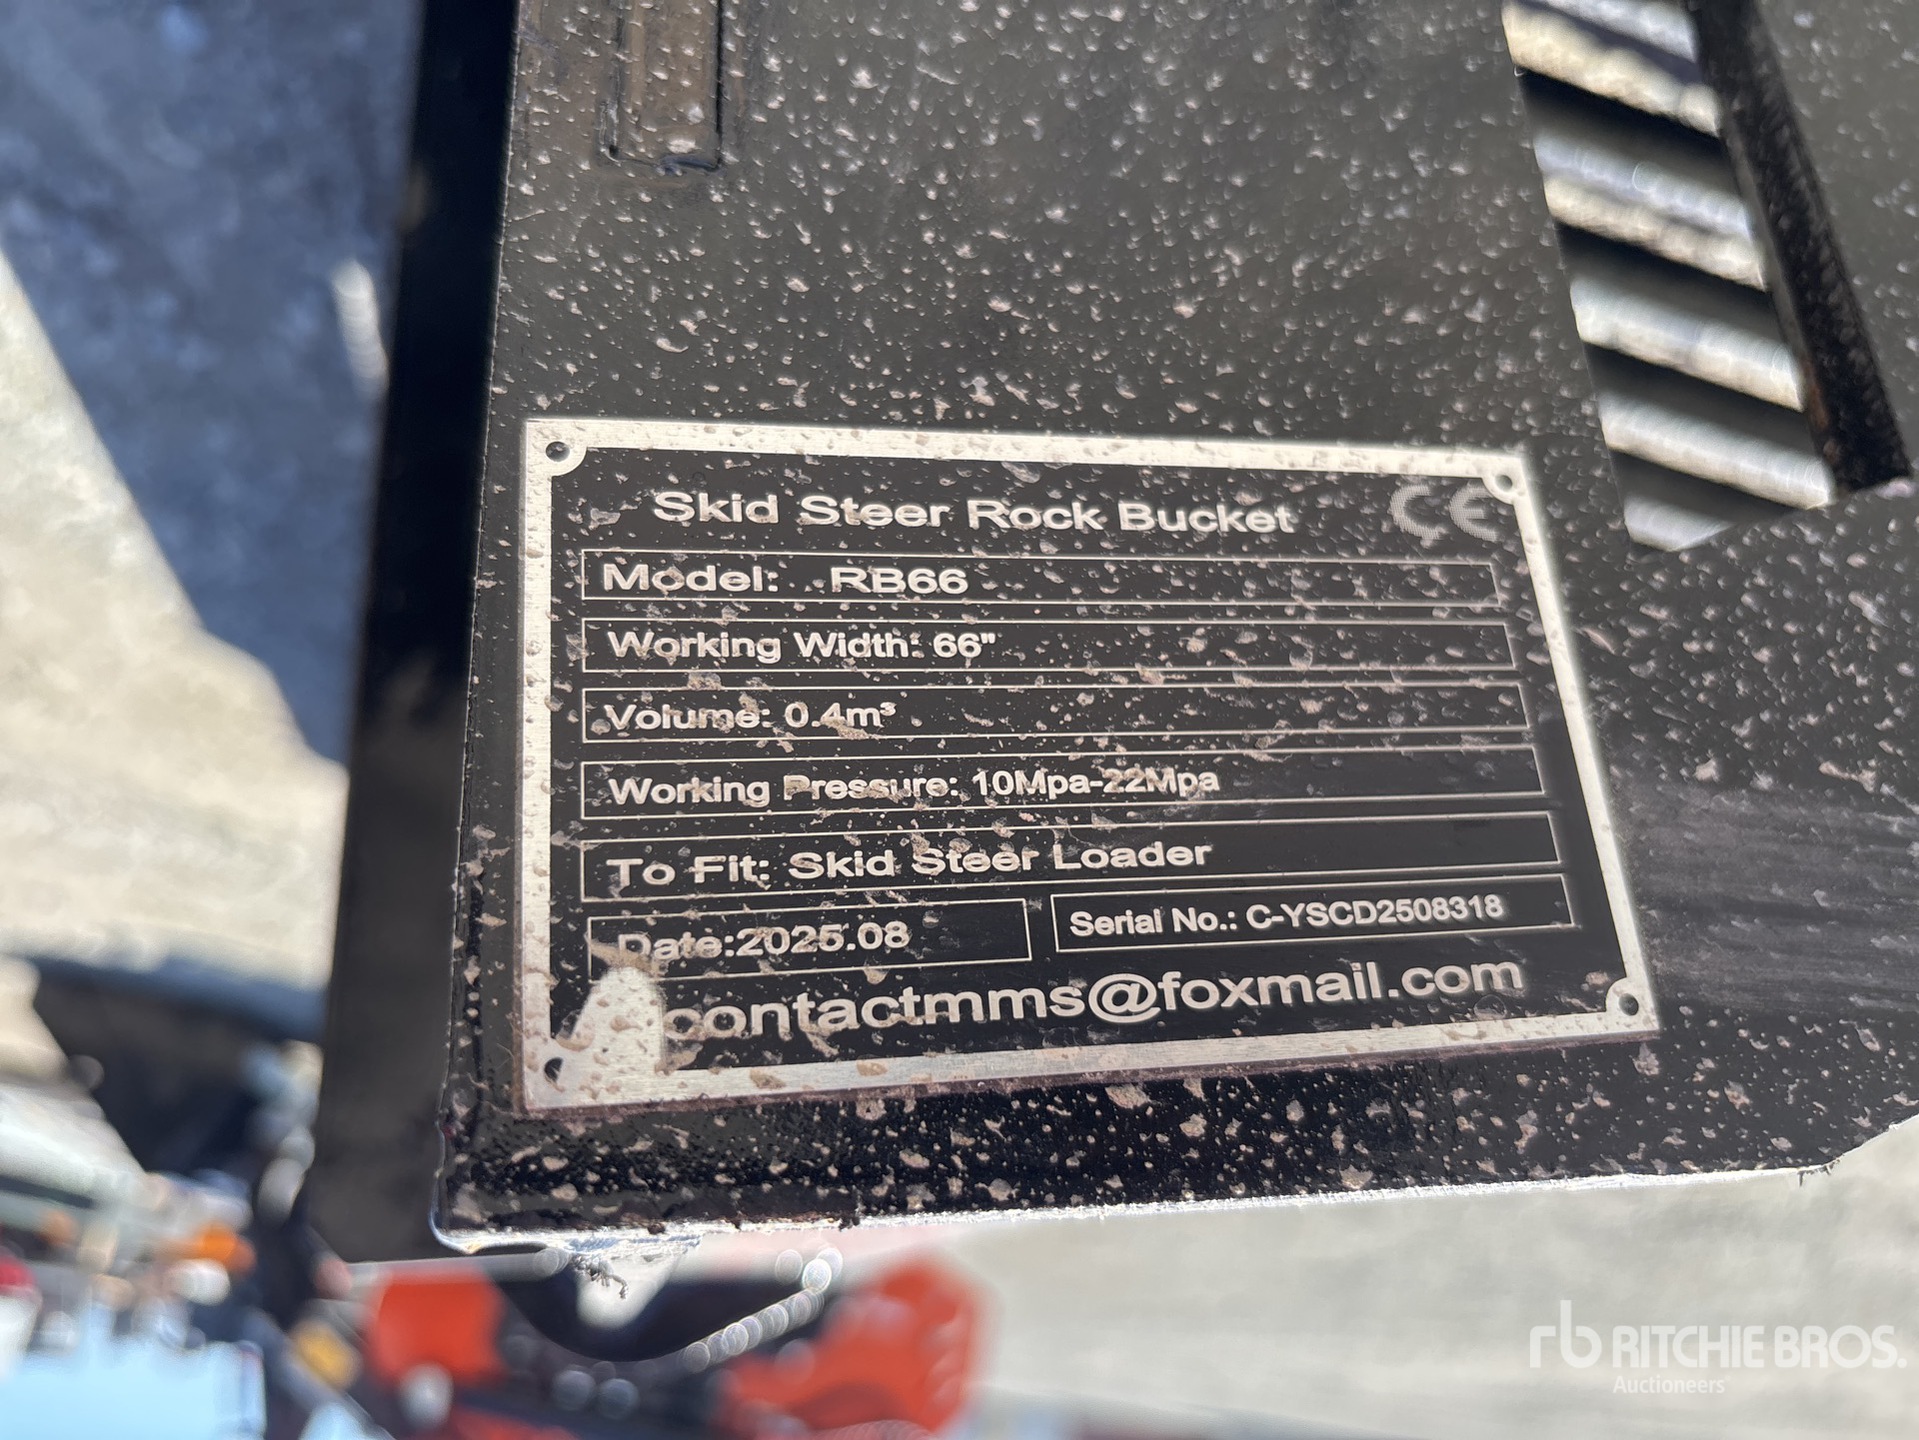 Skid Steer Rock Bucket CE
Model: RB66
Working Width: 66"
Volume: 0.4m³
Working Pressure: 10Mpa-22Mpa
To Fit: Skid Steer Loader
Date:2025.08 Serial No.: C-YSCD2508318
contactmms@foxmail.com
rb RITCHIE BROS.
Auctioneers